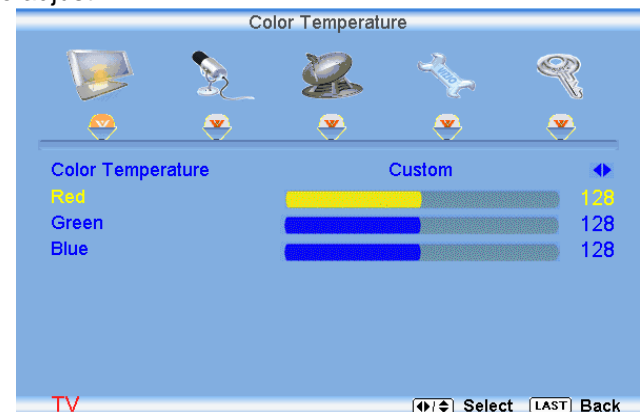 Color Temperature
Color Temperature Custom
Red 128
Green 128
Blue 128
TV Select LAST Back